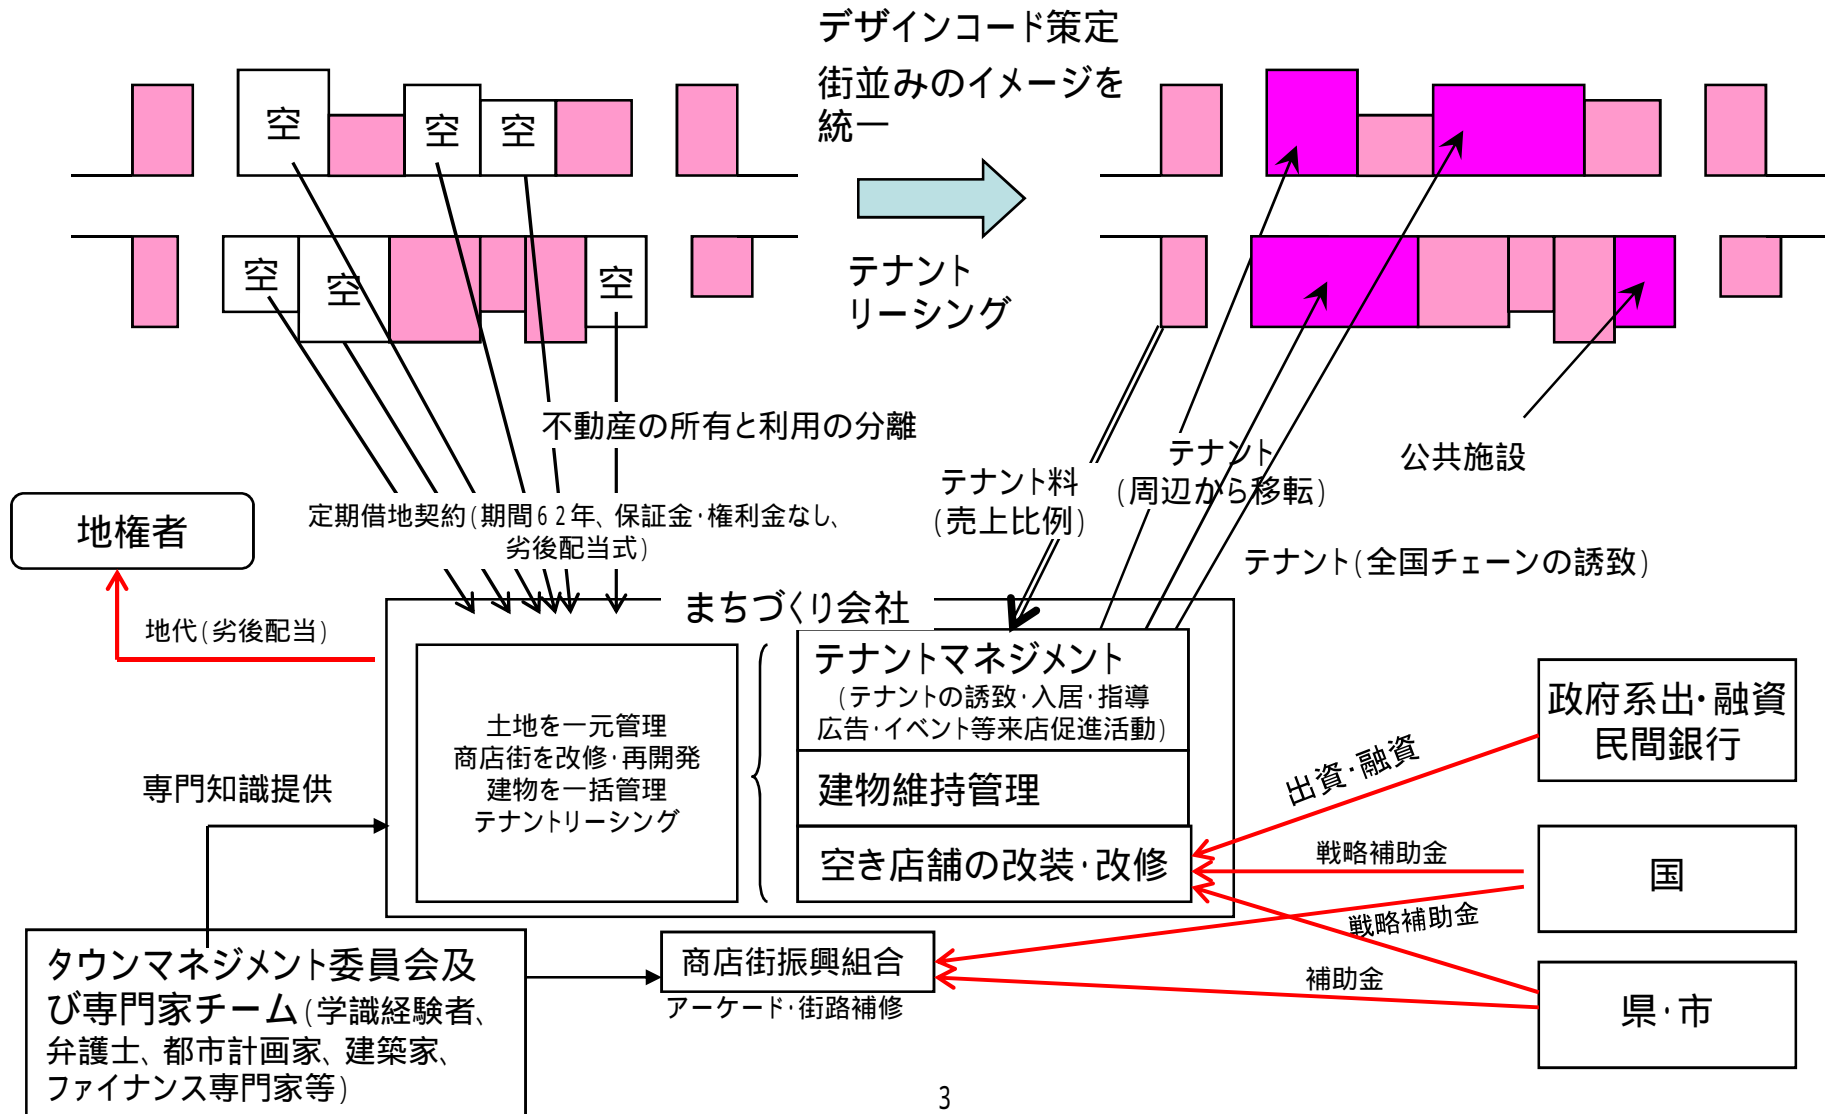 デザインコード策定
街並みのイメージを
統一
空
空
空
空
空
空
テナント
リーシング
不動産の所有と利用の分離
定期借地契約(期間62年、保証金・権利金なし、
劣後配当式)
テナント料
(売上比例)
テナント
(周辺から移転)
公共施設
テナント(全国チェーンの誘致)
地権者
地代(劣後配当)
まちづくり会社
土地を一元管理
商店街を改修・再開発
建物を一括管理
テナントリーシング
テナントマネジメント
(テナントの誘致・入居・指導
広告・イベント等来店促進活動)
建物維持管理
空き店舗の改装・改修
政府系出・融資
民間銀行
出資・融資
戦略補助金
国
戦略補助金
補助金
県・市
専門知識提供
タウンマネジメント委員会及
び専門家チーム(学識経験者、
弁護士、都市計画家、建築家、
ファイナンス専門家等)
商店街振興組合
アーケード・街路補修
3